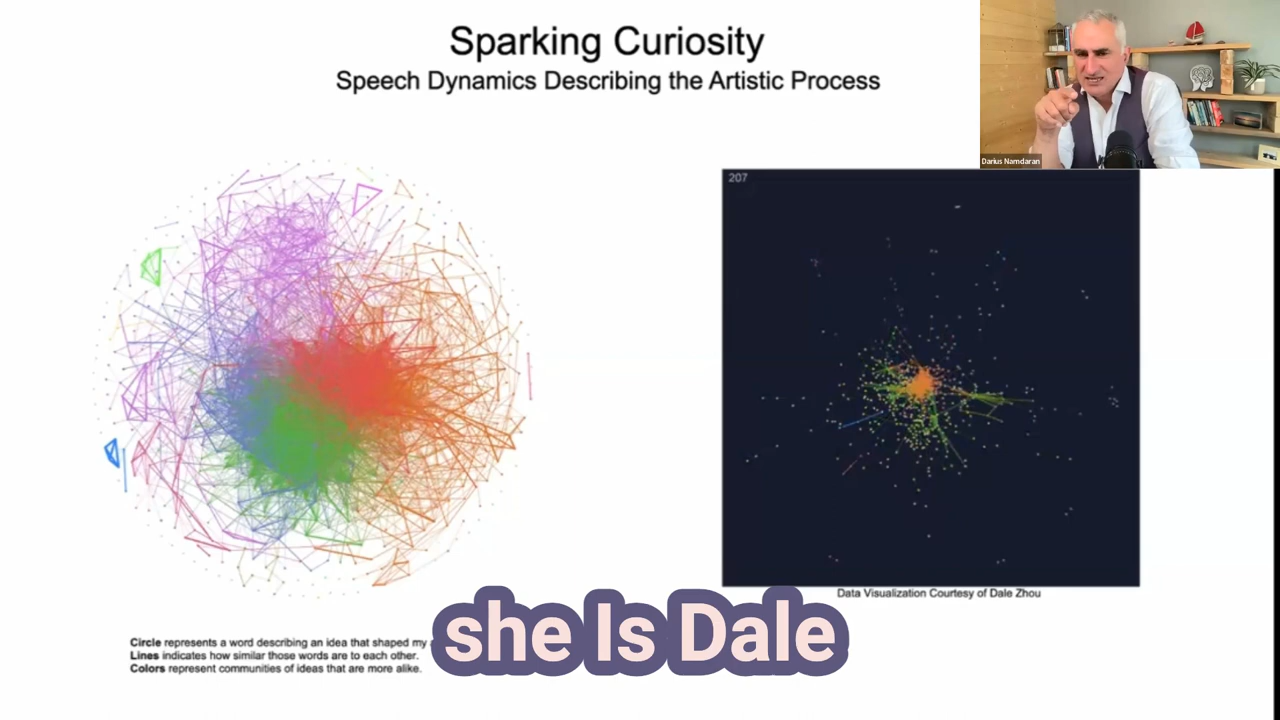 Sparking Curiosity
Speech Dynamics Describing the Artistic Process
Darius Namdaran
207
Data Visualization Courtesy of Dale Zhou
Circle represents a word describing an idea that shaped my
Lines indicates how similar those words are to each other.
Colors represent communities of ideas that are more alike.
she Is Dale